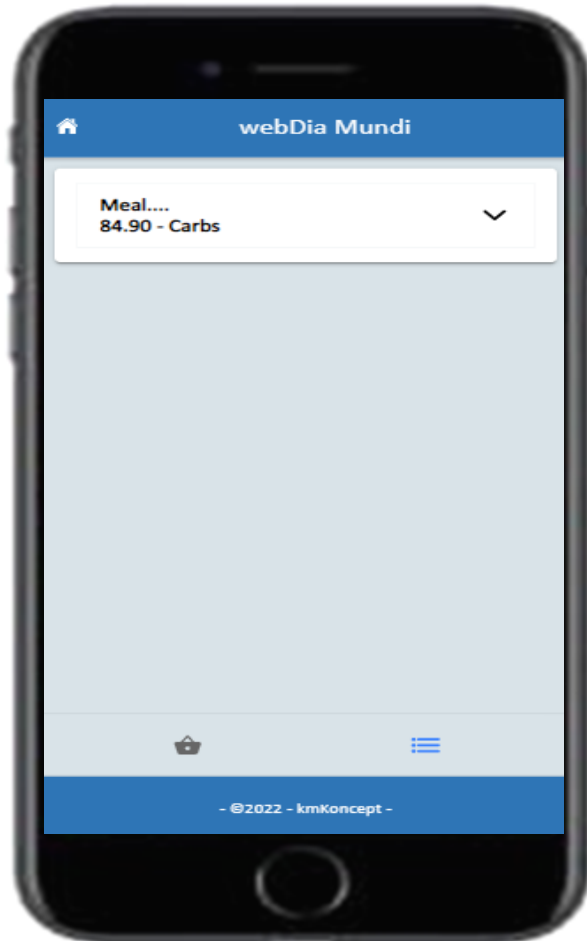 webDia Mundi
Meal....
84.90 - Carbs
- ©2022 - kmKoncept -